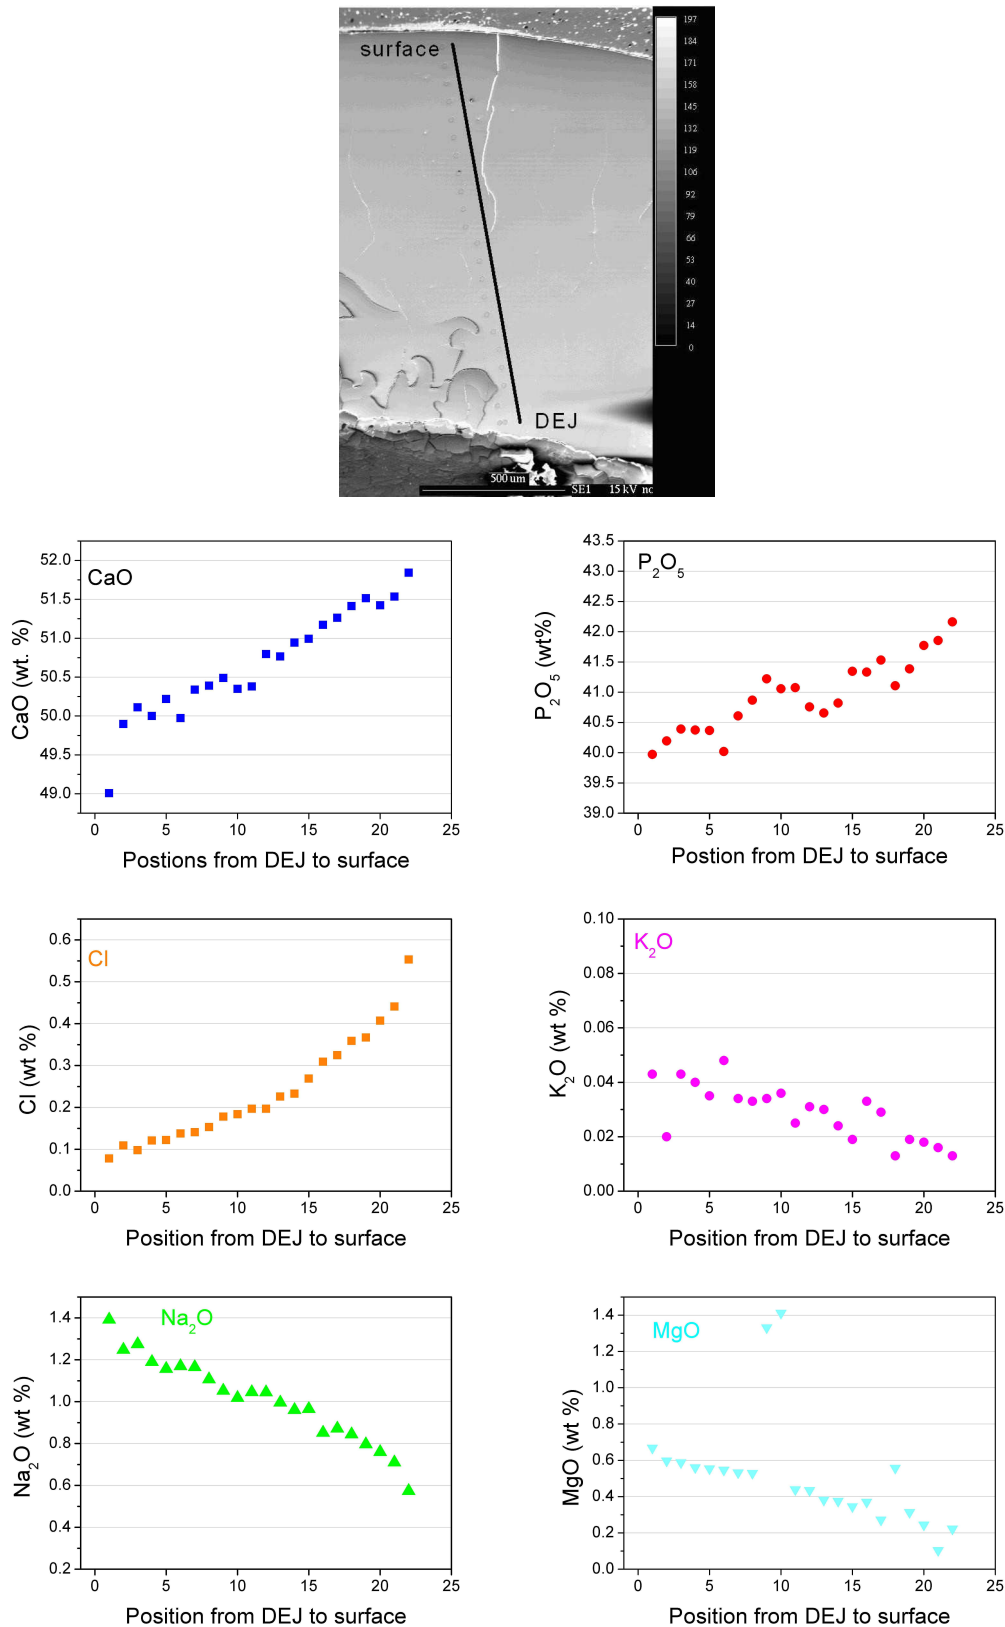 surface
197
184
171
158
145
132
119
106
92
79
66
53
40
27
14
0
DEJ
500 um
SE1 15 kV no
CaO
CaO (wt. %)
52.0
51.5
51.0
50.5
50.0
49.5
49.0
0 5 10 15 20 25
Postions from DEJ to surface
P2O5
P2O5 (wt%)
43.5
43.0
42.5
42.0
41.5
41.0
40.5
40.0
39.5
39.0
0 5 10 15 20 25
Postion from DEJ to surface
Cl
Cl (wt %)
0.6
0.5
0.4
0.3
0.2
0.1
0.0
0 5 10 15 20 25
Position from DEJ to surface
K2O
K2O (wt %)
0.10
0.08
0.06
0.04
0.02
0.00
0 5 10 15 20 25
Position from DEJ to surface
Na2O
Na2O (wt %)
1.4
1.2
1.0
0.8
0.6
0.4
0.2
0 5 10 15 20 25
Position from DEJ to surface
MgO
MgO (wt %)
1.4
1.2
1.0
0.8
0.6
0.4
0.2
0.0
0 5 10 15 20 25
Position from DEJ to surface